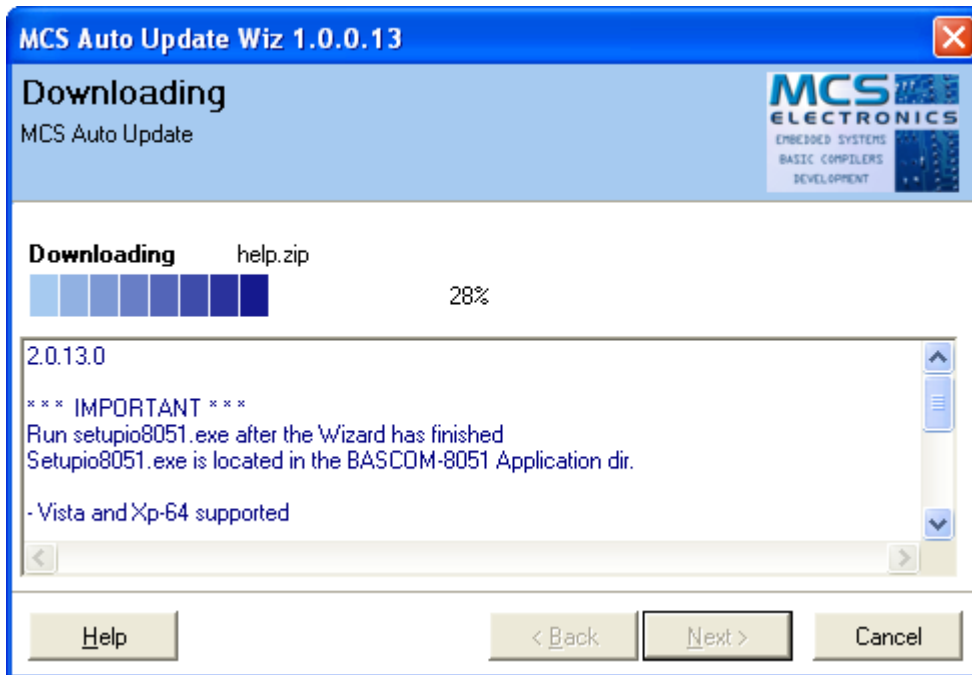 MCS Auto Update Wiz 1.0.0.13
Downloading
MCS Auto Update
MCS
ELECTRONICS
EMBEDDED SYSTEMS
BASIC COMPILERS
DEVELOPMENT
Downloading help.zip
28%
2.0.13.0
* * * IMPORTANT * * *
Run setupio8051.exe after the Wizard has finished
Setupio8051.exe is located in the BASCOM-8051 Application dir.
- Vista and Xp-64 supported
Help
< Back
Next >
Cancel